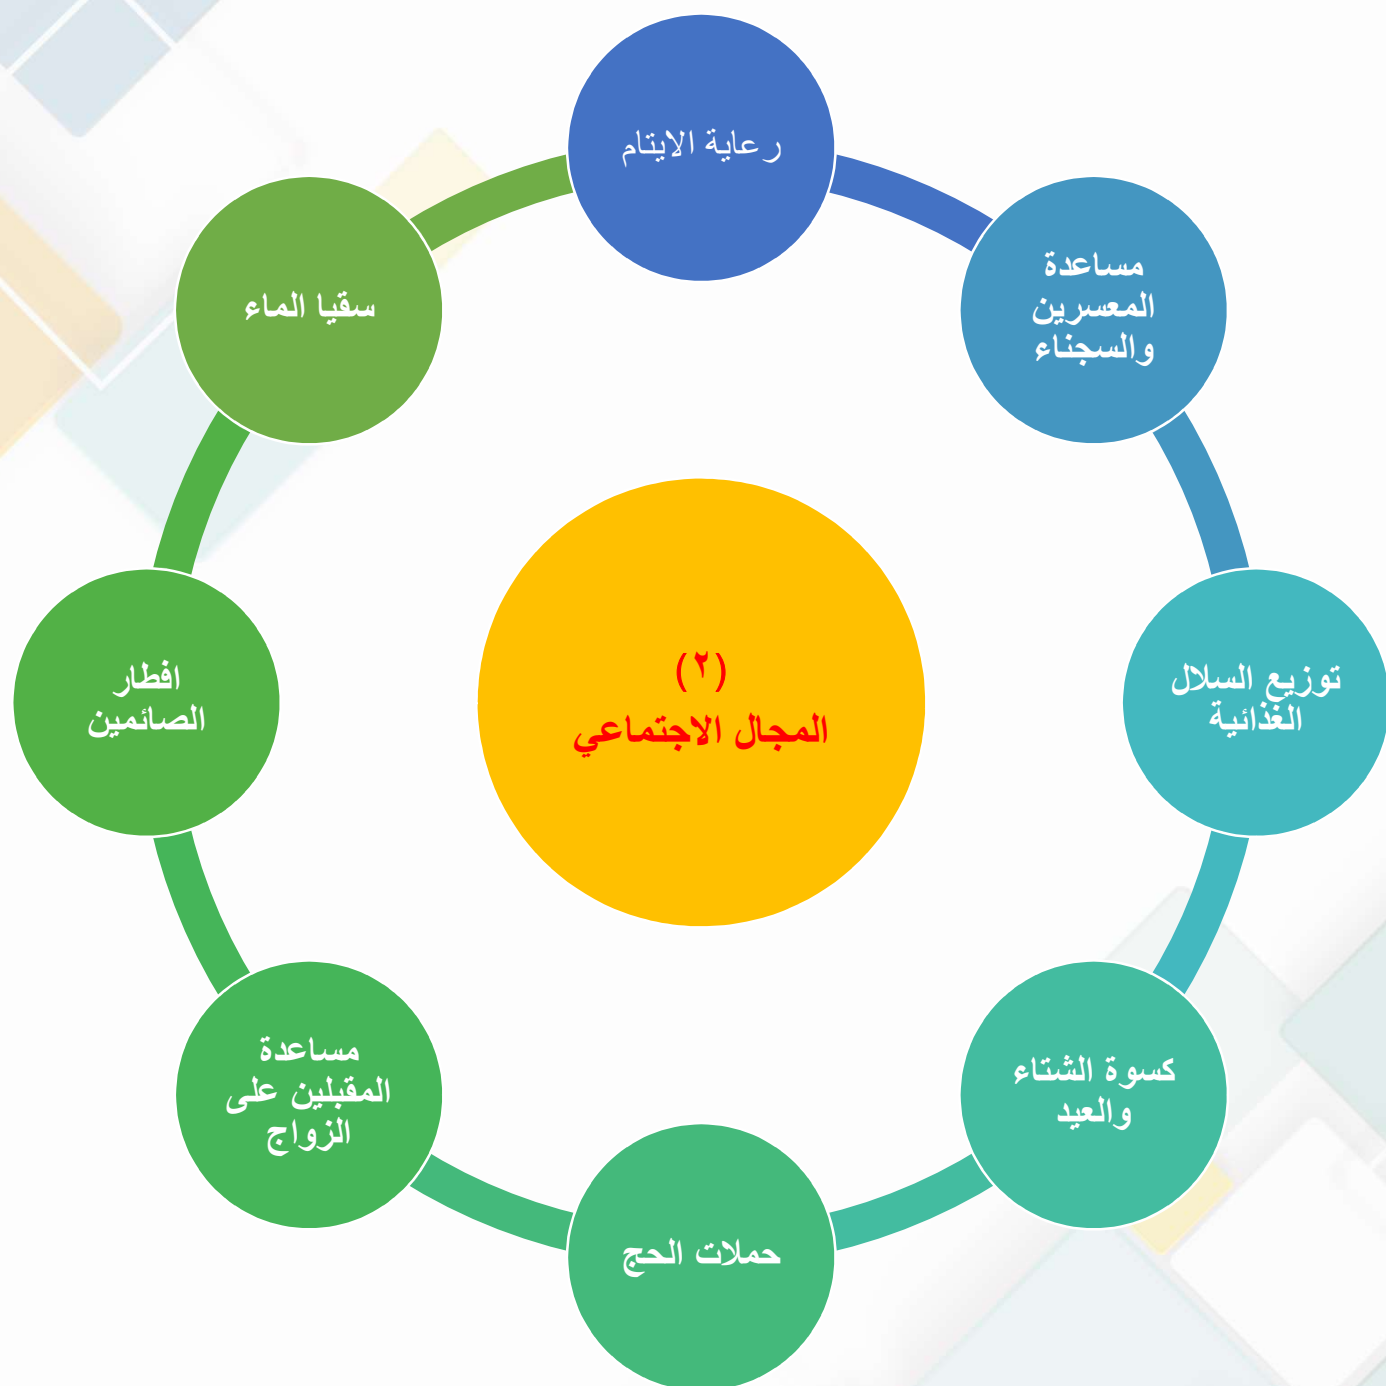 رعاية الايتام
مساعدة
المعسرين
والسجناء
توزيع السلال
الغذائية
كسوة الشتاء
والعيد
حملات الحج
مساعدة
المقبلين على
الزواج
افطار
الصائمين
سقيا الماء
(٢)
المجال الاجتماعي